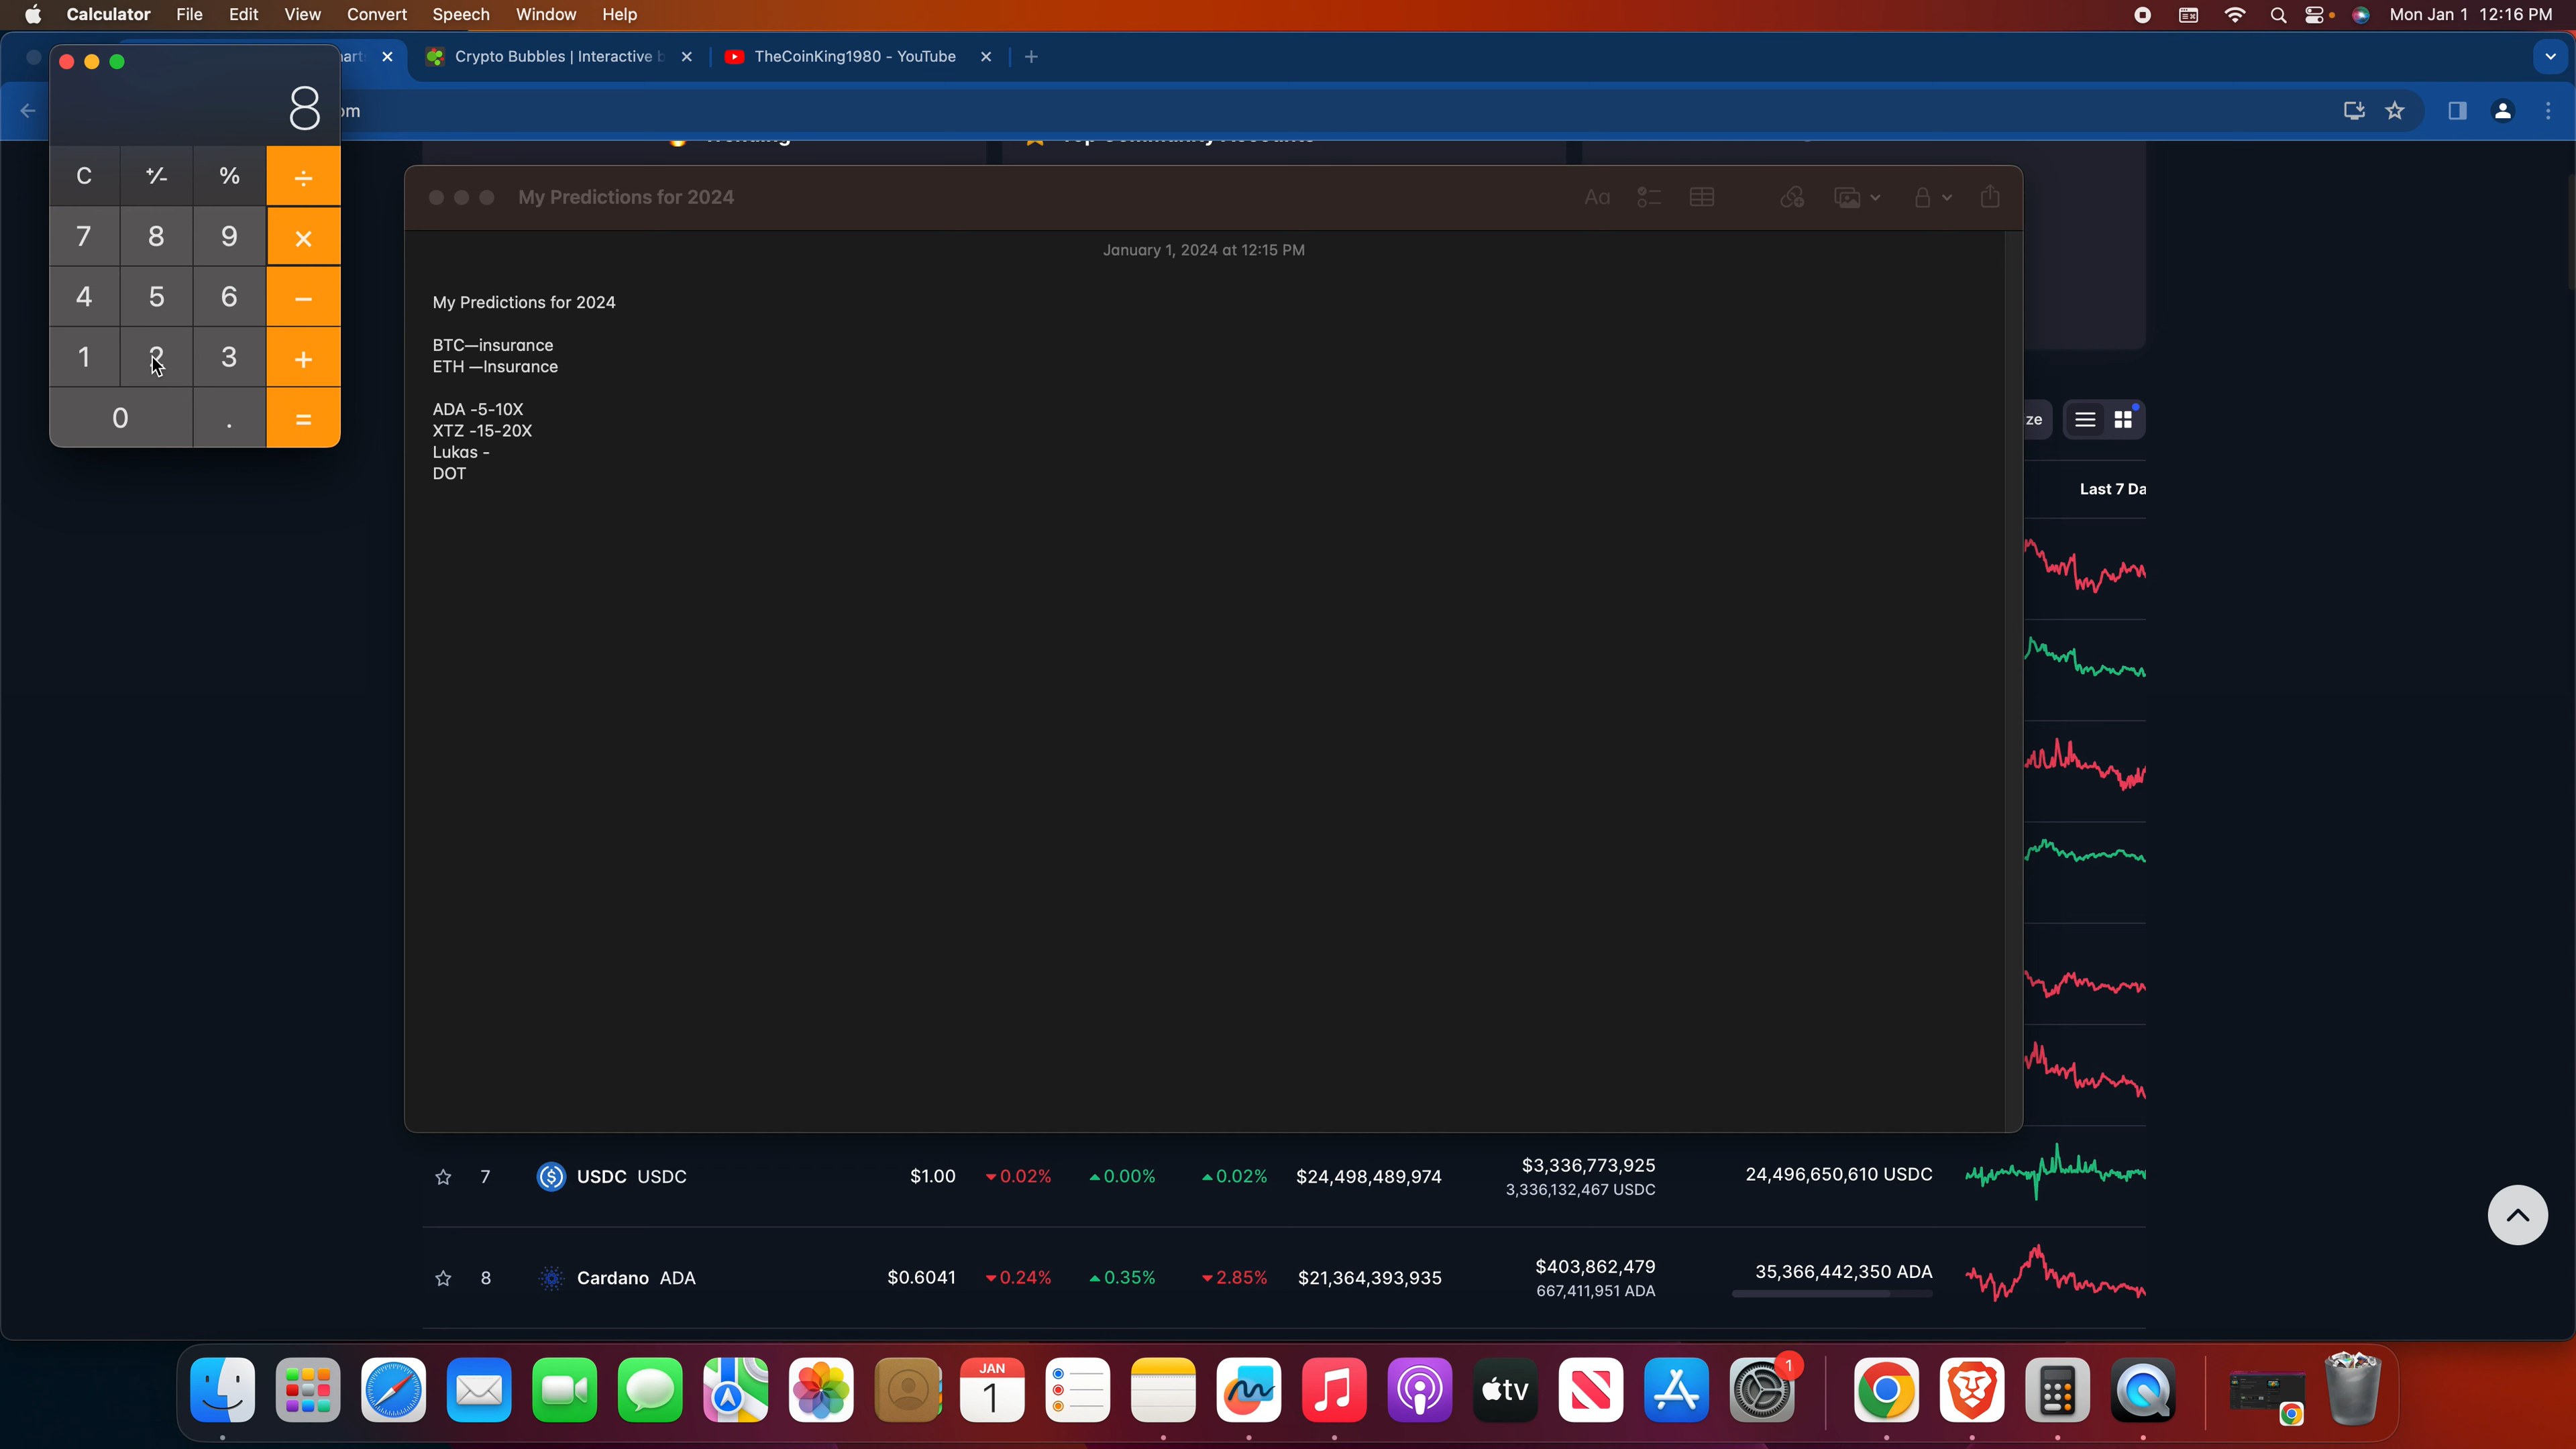 Calculator File Edit View Convert Speech Window Help Mon Jan 1 12:16 PM
Crypto Bubbles | Interactive b TheCoinKing1980 - YouTube
8
C +/- % ÷
7 8 9 ×
4 5 6 −
1 2 3 +
0 . =
My Predictions for 2024
January 1, 2024 at 12:15 PM
My Predictions for 2024
BTC—insurance
ETH —Insurance
ADA -5-10X
XTZ -15-20X
Lukas -
DOT
ze
Last 7 Da
7 USDC USDC $1.00 0.02% 0.00% 0.02% $24,498,489,974 $3,336,773,925 24,496,650,610 USDC
3,336,132,467 USDC
8 Cardano ADA $0.6041 0.24% 0.35% 2.85% $21,364,393,935 $403,862,479 35,366,442,350 ADA
667,411,951 ADA
JAN
1
tv
1